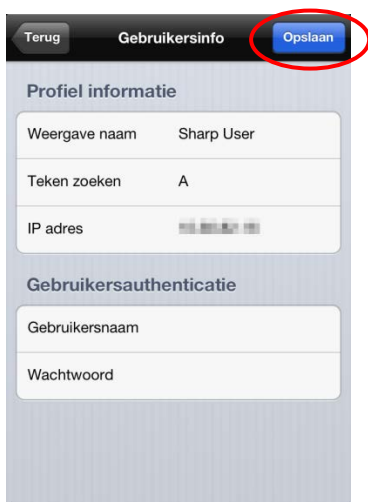 Terug Gebruikersinfo Opslaan
Profiel informatie
Weergave naam Sharp User
Teken zoeken A
IP adres
Gebruikersauthenticatie
Gebruikersnaam
Wachtwoord